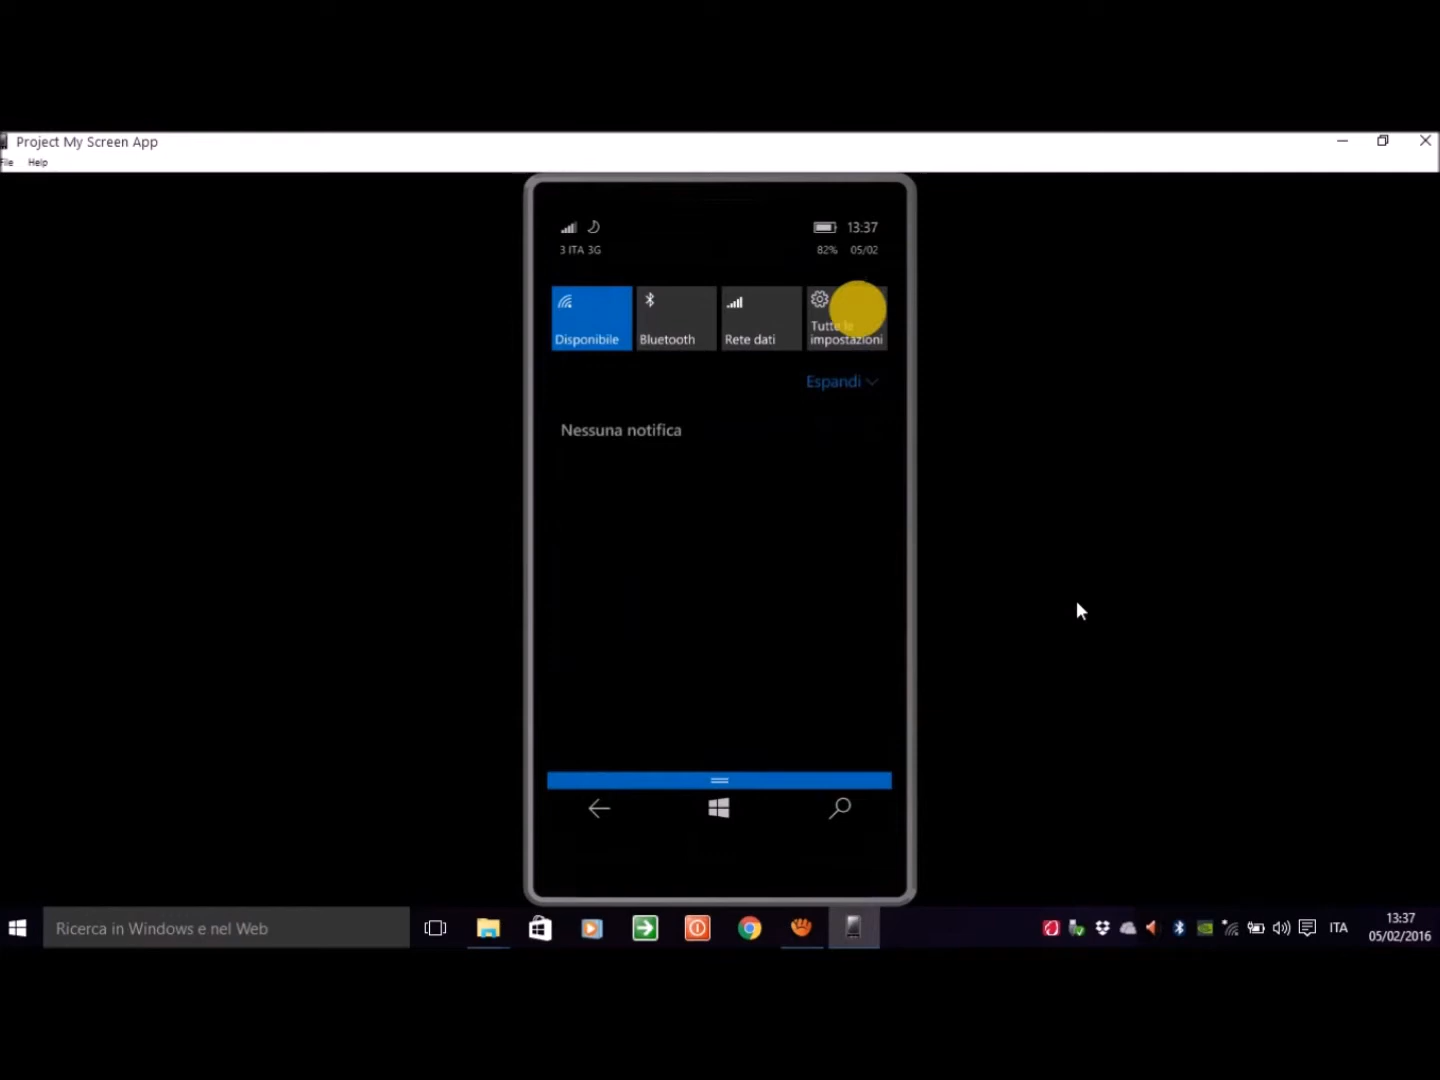 Project My Screen App
File Help
13:37
3 ITA 3G 82% 05/02
Disponibile
Bluetooth
Rete dati
Tutte le
impostazioni
Espandi
Nessuna notifica
Ricerca in Windows e nel Web
ITA
13:37
05/02/2016